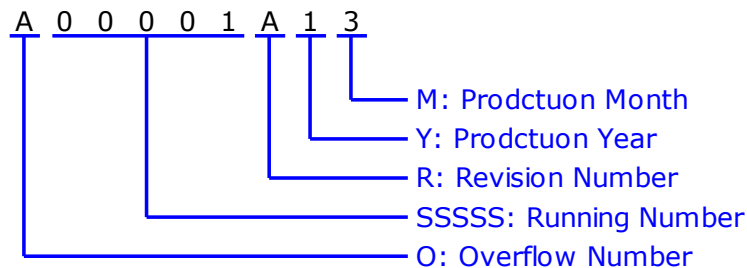 A 0 0 0 0 1 A 1 3
M: Prodctuon Month
Y: Prodctuon Year
R: Revision Number
SSSSS: Running Number
O: Overflow Number